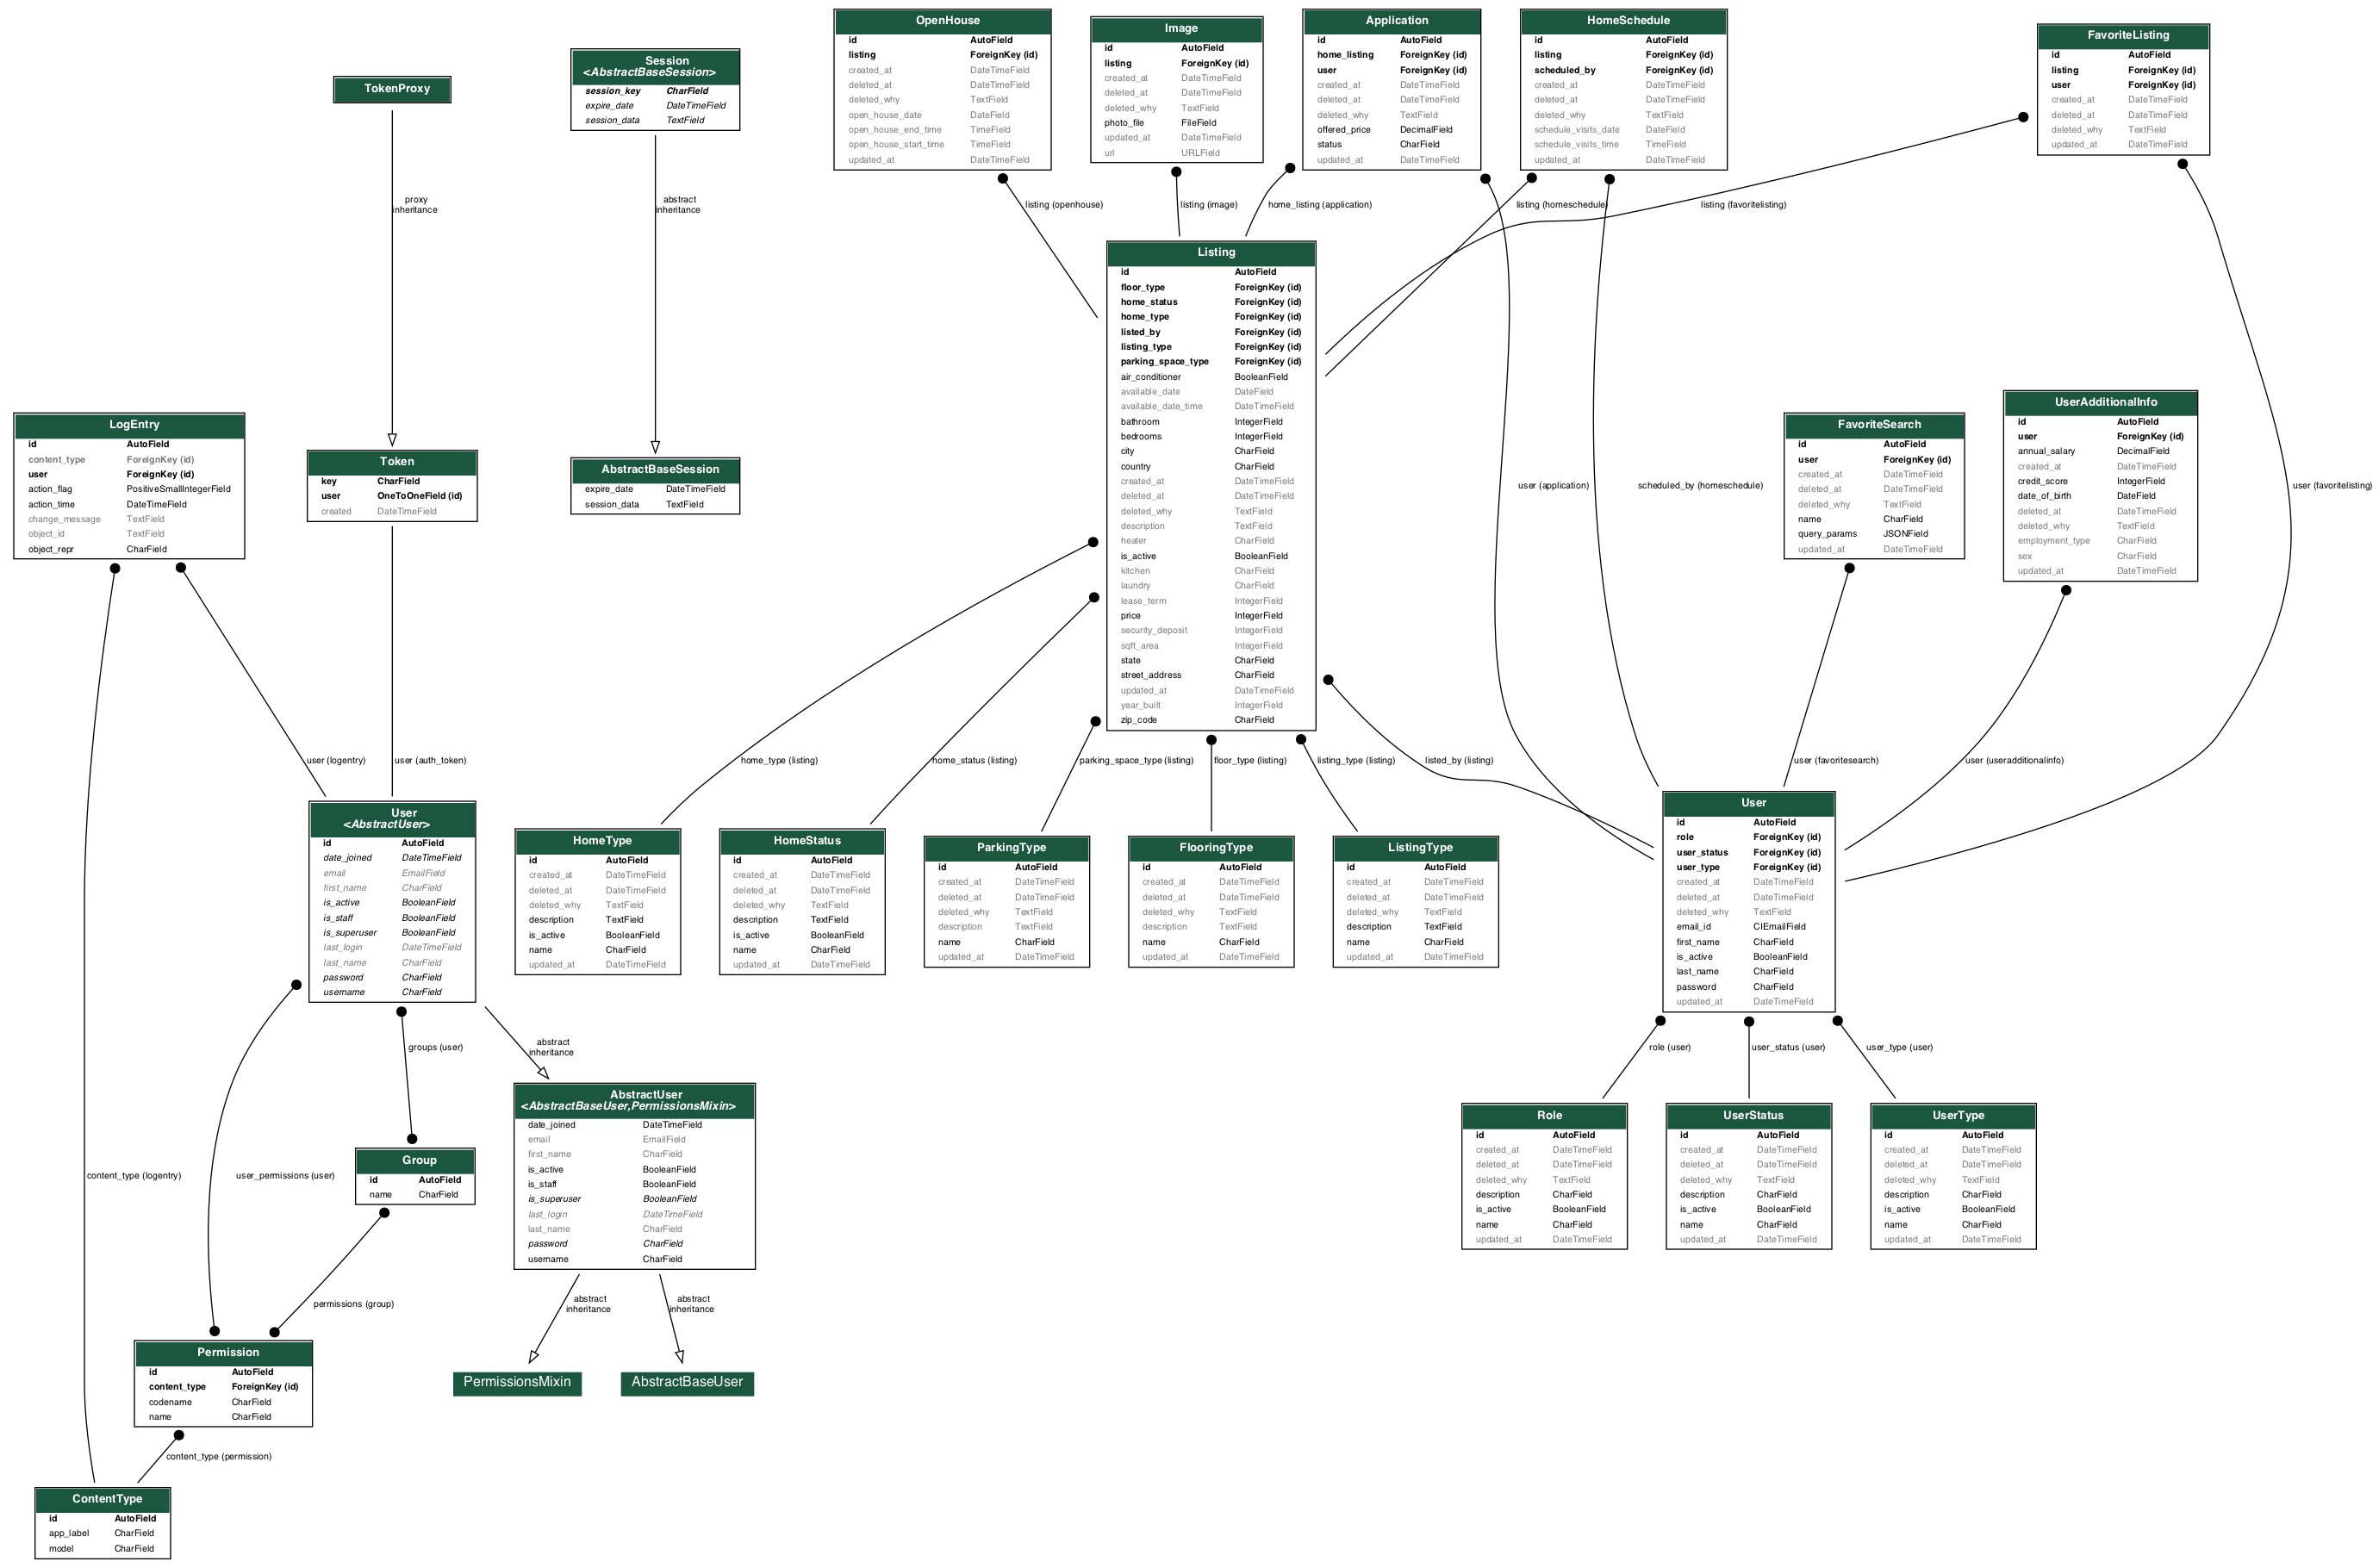 OpenHouse
id AutoField
listing ForeignKey (id)
created_at DateTimeField
deleted_at DateTimeField
deleted_why TextField
open_house_date DateField
open_house_end_time TimeField
open_house_start_time TimeField
updated_at DateTimeField
Image
id AutoField
listing ForeignKey (id)
created_at DateTimeField
deleted_at DateTimeField
deleted_why TextField
photo_file FileField
updated_at DateTimeField
url URLField
Application
id AutoField
home_listing ForeignKey (id)
user ForeignKey (id)
created_at DateTimeField
deleted_at DateTimeField
deleted_why TextField
offered_price DecimalField
status CharField
updated_at DateTimeField
HomeSchedule
id AutoField
listing ForeignKey (id)
scheduled_by ForeignKey (id)
created_at DateTimeField
deleted_at DateTimeField
deleted_why TextField
schedule_visits_date DateField
schedule_visits_time TimeField
updated_at DateTimeField
FavoriteListing
id AutoField
listing ForeignKey (id)
user ForeignKey (id)
created_at DateTimeField
deleted_at DateTimeField
deleted_why TextField
updated_at DateTimeField
TokenProxy
Session
<AbstractBaseSession>
session_key CharField
expire_date DateTimeField
session_data TextField
proxy
inheritance
abstract
inheritance
listing (openhouse)
listing (image)
home_listing (application)
listing (homeschedule)
listing (favoritelisting)
Listing
id AutoField
floor_type ForeignKey (id)
home_status ForeignKey (id)
home_type ForeignKey (id)
listed_by ForeignKey (id)
listing_type ForeignKey (id)
parking_space_type ForeignKey (id)
air_conditioner BooleanField
available_date DateField
available_date_time DateTimeField
bathroom IntegerField
bedrooms IntegerField
city CharField
country CharField
created_at DateTimeField
deleted_at DateTimeField
deleted_why TextField
description TextField
heater CharField
is_active BooleanField
kitchen CharField
laundry CharField
lease_term IntegerField
price IntegerField
security_deposit IntegerField
sqft_area IntegerField
state CharField
street_address CharField
updated_at DateTimeField
year_built IntegerField
zip_code CharField
LogEntry
id AutoField
content_type ForeignKey (id)
user ForeignKey (id)
action_flag PositiveSmallIntegerField
action_time DateTimeField
change_message TextField
object_id TextField
object_repr CharField
Token
key CharField
user OneToOneField (id)
created DateTimeField
AbstractBaseSession
expire_date DateTimeField
session_data TextField
user (application)
scheduled_by (homeschedule)
FavoriteSearch
id AutoField
user ForeignKey (id)
created_at DateTimeField
deleted_at DateTimeField
deleted_why TextField
name CharField
query_params JSONField
updated_at DateTimeField
UserAdditionalInfo
id AutoField
user ForeignKey (id)
annual_salary DecimalField
created_at DateTimeField
credit_score IntegerField
date_of_birth DateField
deleted_at DateTimeField
deleted_why TextField
employment_type CharField
sex CharField
updated_at DateTimeField
user (favoritelisting)
user (logentry)
user (auth_token)
home_type (listing)
home_status (listing)
parking_space_type (listing)
floor_type (listing)
listing_type (listing)
listed_by (listing)
user (favoritesearch)
user (useradditionalinfo)
User
<AbstractUser>
id AutoField
date_joined DateTimeField
email EmailField
first_name CharField
is_active BooleanField
is_staff BooleanField
is_superuser BooleanField
last_login DateTimeField
last_name CharField
password CharField
username CharField
HomeType
id AutoField
created_at DateTimeField
deleted_at DateTimeField
deleted_why TextField
description TextField
is_active BooleanField
name CharField
updated_at DateTimeField
HomeStatus
id AutoField
created_at DateTimeField
deleted_at DateTimeField
deleted_why TextField
description TextField
is_active BooleanField
name CharField
updated_at DateTimeField
ParkingType
id AutoField
created_at DateTimeField
deleted_at DateTimeField
deleted_why TextField
description TextField
name CharField
updated_at DateTimeField
FlooringType
id AutoField
created_at DateTimeField
deleted_at DateTimeField
deleted_why TextField
description TextField
name CharField
updated_at DateTimeField
ListingType
id AutoField
created_at DateTimeField
deleted_at DateTimeField
deleted_why TextField
description TextField
name CharField
updated_at DateTimeField
User
id AutoField
role ForeignKey (id)
user_status ForeignKey (id)
user_type ForeignKey (id)
created_at DateTimeField
deleted_at DateTimeField
deleted_why TextField
email_id CIEmailField
first_name CharField
is_active BooleanField
last_name CharField
password CharField
updated_at DateTimeField
groups (user)
abstract
inheritance
role (user)
user_status (user)
user_type (user)
content_type (logentry)
user_permissions (user)
Group
id AutoField
name CharField
AbstractUser
<AbstractBaseUser,PermissionsMixin>
date_joined DateTimeField
email EmailField
first_name CharField
is_active BooleanField
is_staff BooleanField
is_superuser BooleanField
last_login DateTimeField
last_name CharField
password CharField
username CharField
Role
id AutoField
created_at DateTimeField
deleted_at DateTimeField
deleted_why TextField
description CharField
is_active BooleanField
name CharField
updated_at DateTimeField
UserStatus
id AutoField
created_at DateTimeField
deleted_at DateTimeField
deleted_why TextField
description CharField
is_active BooleanField
name CharField
updated_at DateTimeField
UserType
id AutoField
created_at DateTimeField
deleted_at DateTimeField
deleted_why TextField
description CharField
is_active BooleanField
name CharField
updated_at DateTimeField
permissions (group)
abstract
inheritance
abstract
inheritance
Permission
id AutoField
content_type ForeignKey (id)
codename CharField
name CharField
PermissionsMixin
AbstractBaseUser
content_type (permission)
ContentType
id AutoField
app_label CharField
model CharField